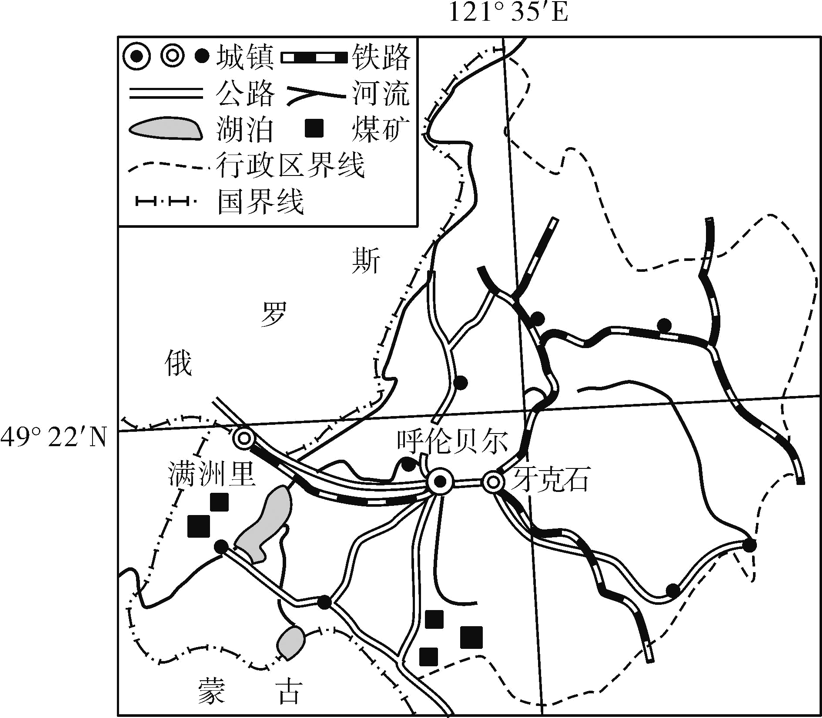 121°35′E
城镇 铁路
公路 河流
湖泊 煤矿
行政区界线
国界线
斯
罗
俄
49°22′N
呼伦贝尔
满洲里
牙克石
蒙 古